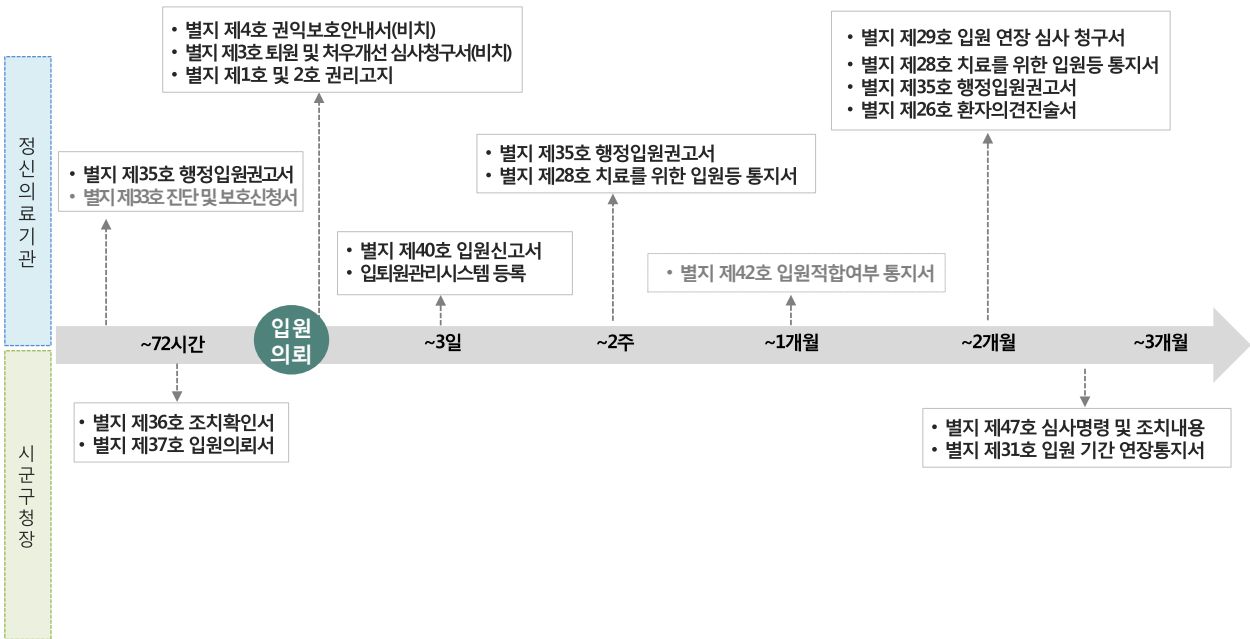 정신의료기관
• 별지 제35호 행정입원권고서
• 별지 제33호 진단 및 보호신청서
• 별지 제4호 권익보호안내서(비치)
• 별지 제3호 퇴원 및 처우개선 심사청구서(비치)
• 별지 제1호 및 2호 권리고지
• 별지 제40호 입원신고서
• 입퇴원관리시스템 등록
• 별지 제35호 행정입원권고서
• 별지 제28호 치료를 위한 입원등 통지서
• 별지 제42호 입원적합여부 통지서
• 별지 제29호 입원 연장 심사 청구서
• 별지 제28호 치료를 위한 입원등 통지서
• 별지 제35호 행정입원권고서
• 별지 제26호 환자의견진술서
~72시간
입원
의뢰
~3일
~2주
~1개월
~2개월
~3개월
시군구청장
• 별지 제36호 조치확인서
• 별지 제37호 입원의뢰서
• 별지 제47호 심사명령 및 조치내용
• 별지 제31호 입원 기간 연장통지서